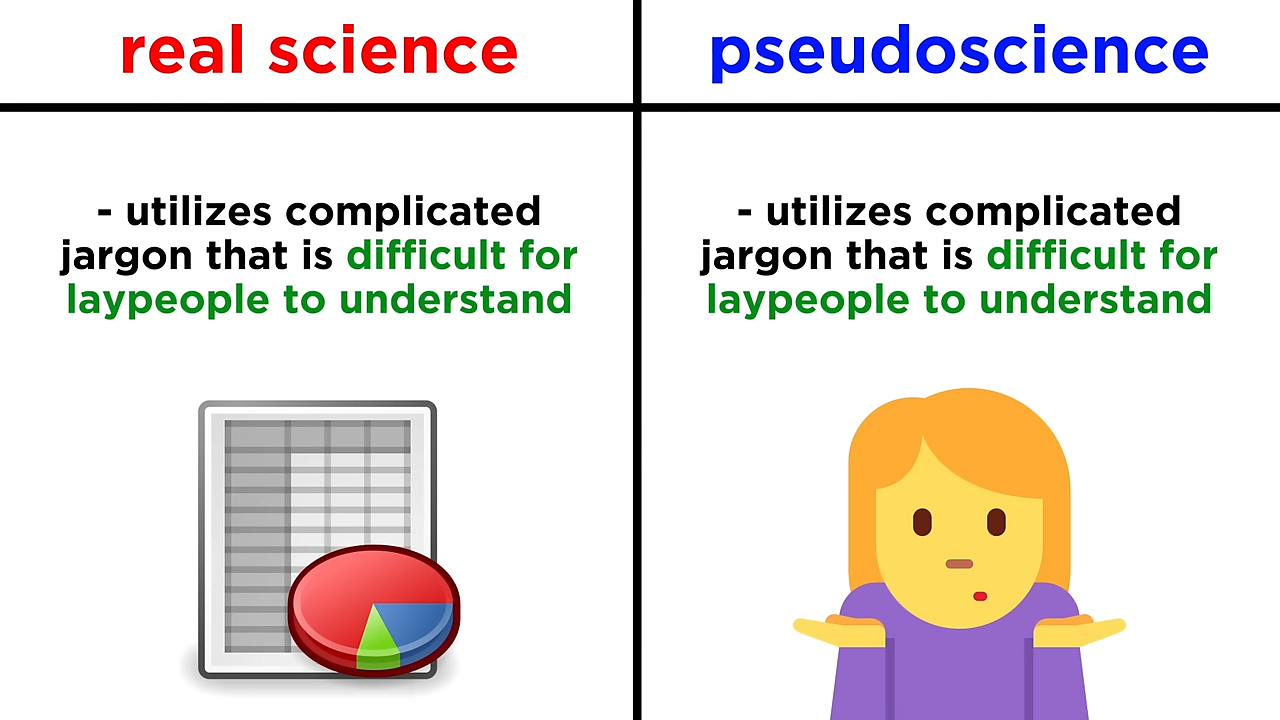 real science
pseudoscience
- utilizes complicated
jargon that is difficult for
laypeople to understand
- utilizes complicated
jargon that is difficult for
laypeople to understand